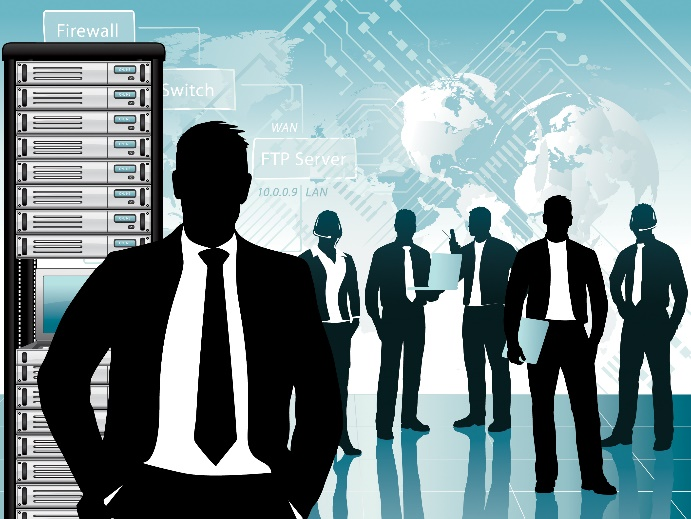 Firewall
Switch
WAN
FTP Server
10.0.0.9 LAN